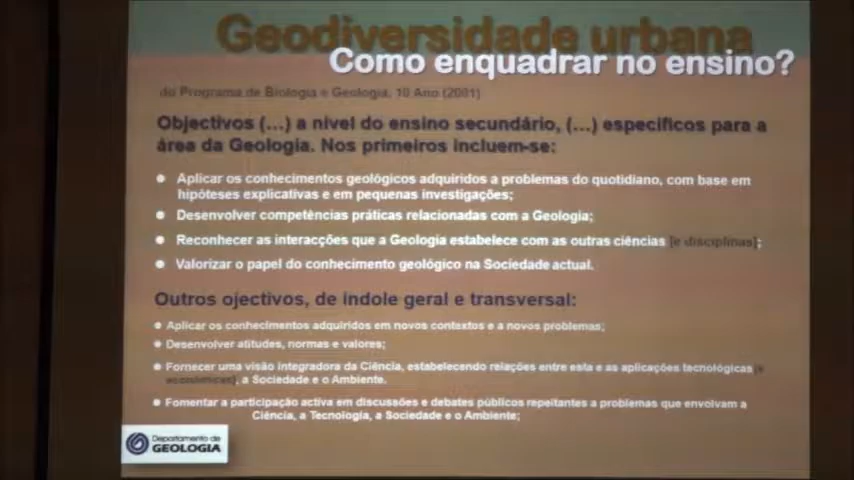 Geodiversidade urbana
Como enquadrar no ensino?
do Programa de Biologia e Geologia. 10 Ano (2001)
Objectivos (...) a nível do ensino secundário, (...) específicos para a
área da Geologia. Nos primeiros incluem-se:
Aplicar os conhecimentos geológicos adquiridos a problemas do quotidiano, com base em
hipóteses explicativas e em pequenas investigações;
Desenvolver competências práticas relacionadas com a Geologia;
Reconhecer as interacções que a Geologia estabelece com as outras ciências [e disciplinas];
Valorizar o papel do conhecimento geológico na Sociedade actual.
Outros ojectivos, de índole geral e transversal:
Aplicar os conhecimentos adquiridos em novos contextos e a novos problemas;
Desenvolver atitudes, normas e valores;
Fornecer uma visão integradora da Ciência, estabelecendo relações entre esta e as aplicações tecnológicas [e
económicas], a Sociedade e o Ambiente.
Fomentar a participação activa em discussões e debates públicos repeitantes a problemas que envolvam a
Ciência, a Tecnologia, a Sociedade e o Ambiente;
Departamento de
GEOLOGIA